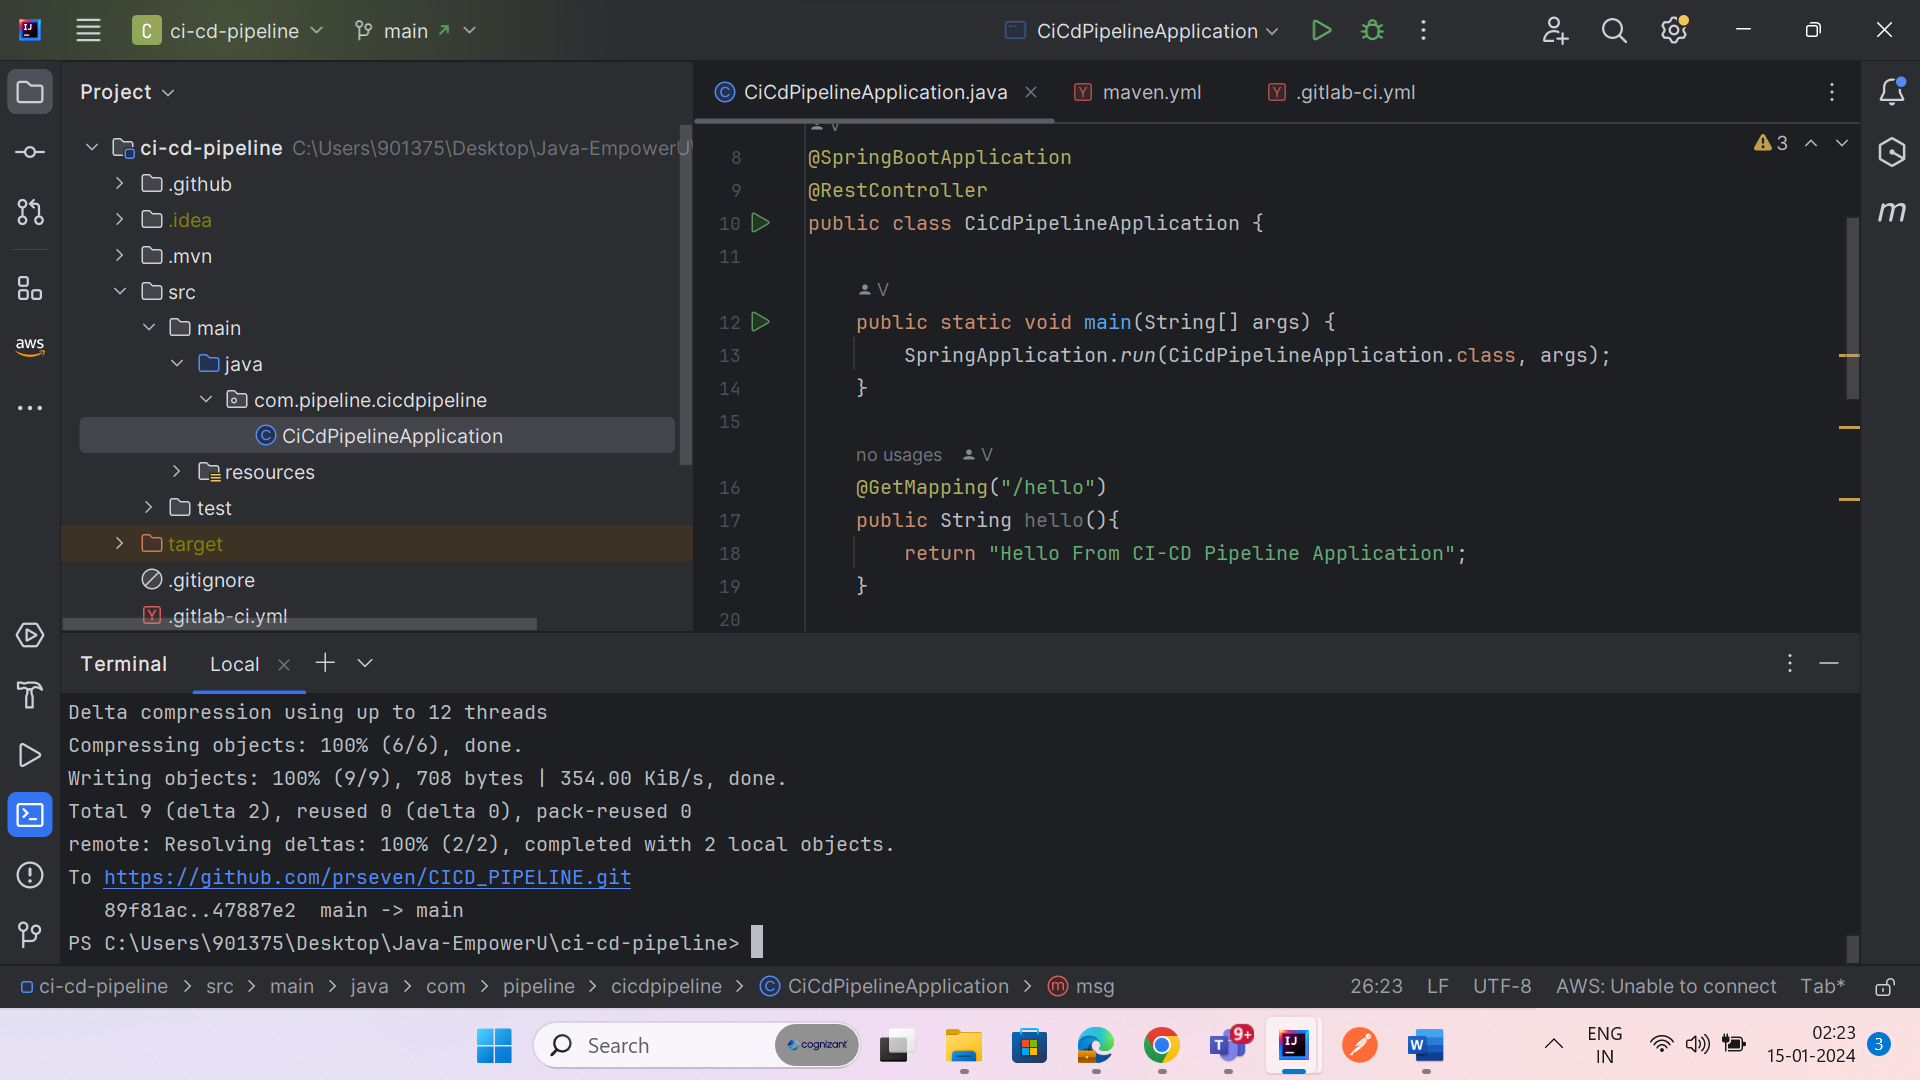 C ci-cd-pipeline main CiCdPipelineApplication
Project
CiCdPipelineApplication.java maven.yml .gitlab-ci.yml
ci-cd-pipeline C:\Users\901375\Desktop\Java-EmpowerU\
.github
.idea
.mvn
src
main
java
com.pipeline.cicdpipeline
CiCdPipelineApplication
resources
test
target
.gitignore
.gitlab-ci.yml
aws
m
3
V
8 @SpringBootApplication
9 @RestController
10 public class CiCdPipelineApplication {
11
V
12 public static void main(String[] args) {
13 SpringApplication.run(CiCdPipelineApplication.class, args);
14 }
15
no usages V
16 @GetMapping("/hello")
17 public String hello(){
18 return "Hello From CI-CD Pipeline Application";
19 }
20
Terminal Local
Delta compression using up to 12 threads
Compressing objects: 100% (6/6), done.
Writing objects: 100% (9/9), 708 bytes | 354.00 KiB/s, done.
Total 9 (delta 2), reused 0 (delta 0), pack-reused 0
remote: Resolving deltas: 100% (2/2), completed with 2 local objects.
To https://github.com/prseven/CICD_PIPELINE.git
89f81ac..47887e2 main -> main
PS C:\Users\901375\Desktop\Java-EmpowerU\ci-cd-pipeline>
ci-cd-pipeline > src > main > java > com > pipeline > cicdpipeline > CiCdPipelineApplication > msg 26:23 LF UTF-8 AWS: Unable to connect Tab*
Search cognizant 9+ ENG IN 02:23 15-01-2024 3